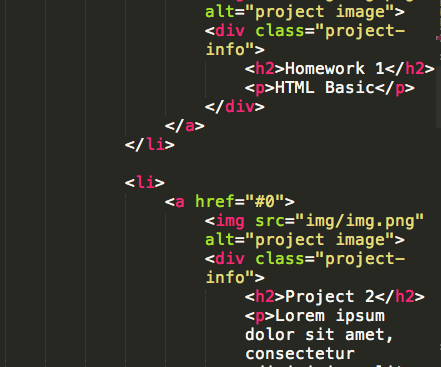 alt="project image">
<div class="project-
info">
<h2>Homework 1</h2>
<p>HTML Basic</p>
</div>
</a>
</li>
<li>
<a href="#0">
<img src="img/img.png"
alt="project image">
<div class="project-
info">
<h2>Project 2</h2>
<p>Lorem ipsum
dolor sit amet,
consectetur